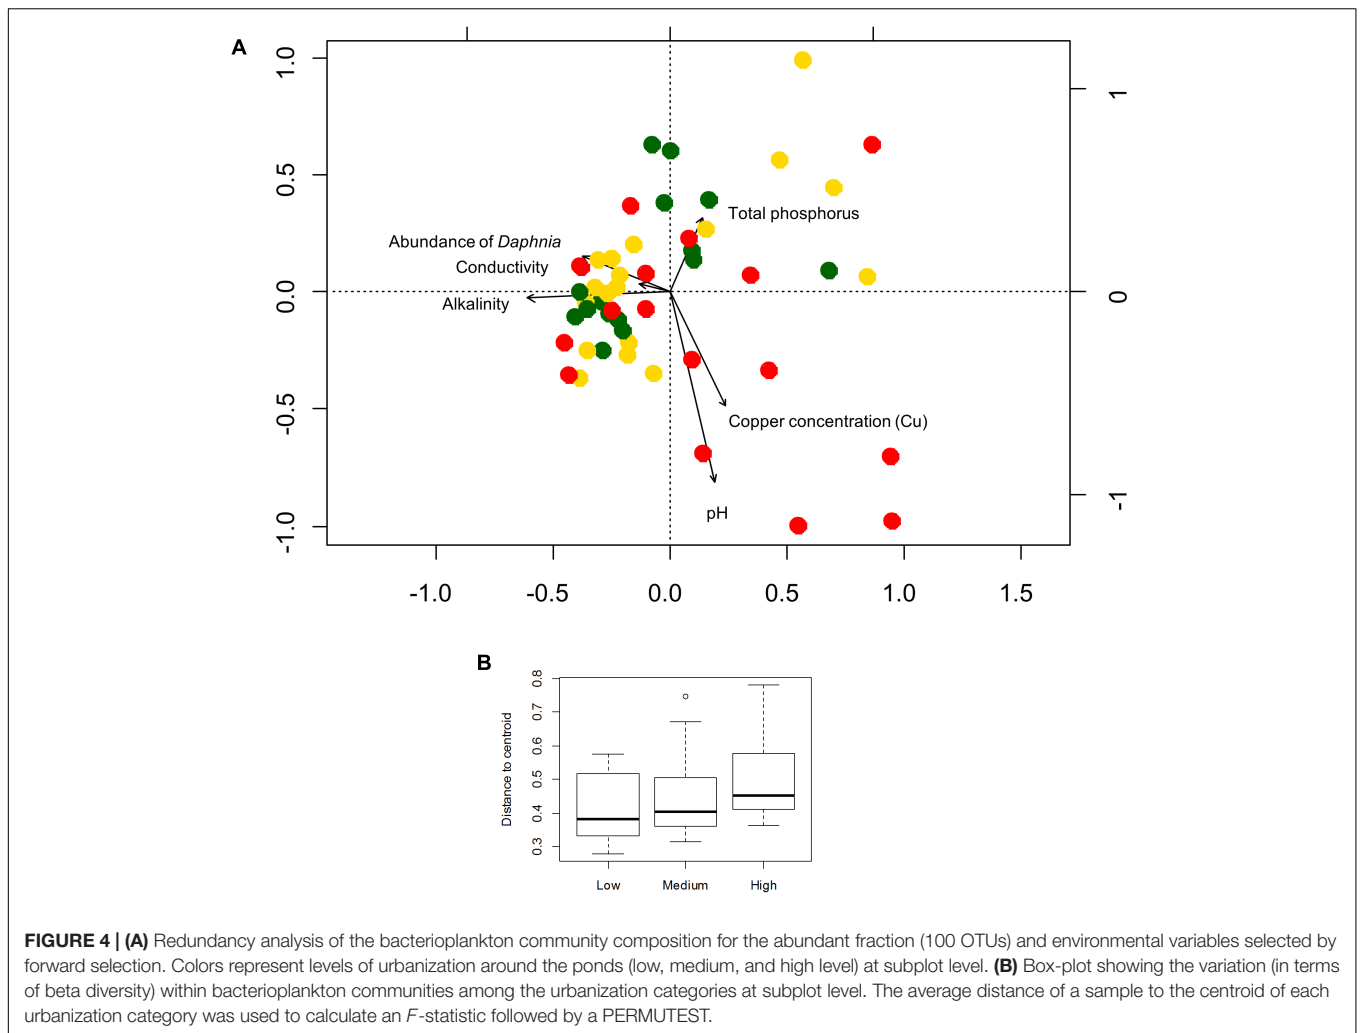 A
1.0
0.5
0.0
-0.5
-1.0
1
0
-1
Total phosphorus
Abundance of Daphnia
Conductivity
Alkalinity
Copper concentration (Cu)
pH
-1.0 -0.5 0.0 0.5 1.0 1.5
B
Distance to centroid
0.8
0.7
0.6
0.5
0.4
0.3
Low Medium High
FIGURE 4 | (A) Redundancy analysis of the bacterioplankton community composition for the abundant fraction (100 OTUs) and environmental variables selected by
forward selection. Colors represent levels of urbanization around the ponds (low, medium, and high level) at subplot level. (B) Box-plot showing the variation (in terms
of beta diversity) within bacterioplankton communities among the urbanization categories at subplot level. The average distance of a sample to the centroid of each
urbanization category was used to calculate an F-statistic followed by a PERMUTEST.